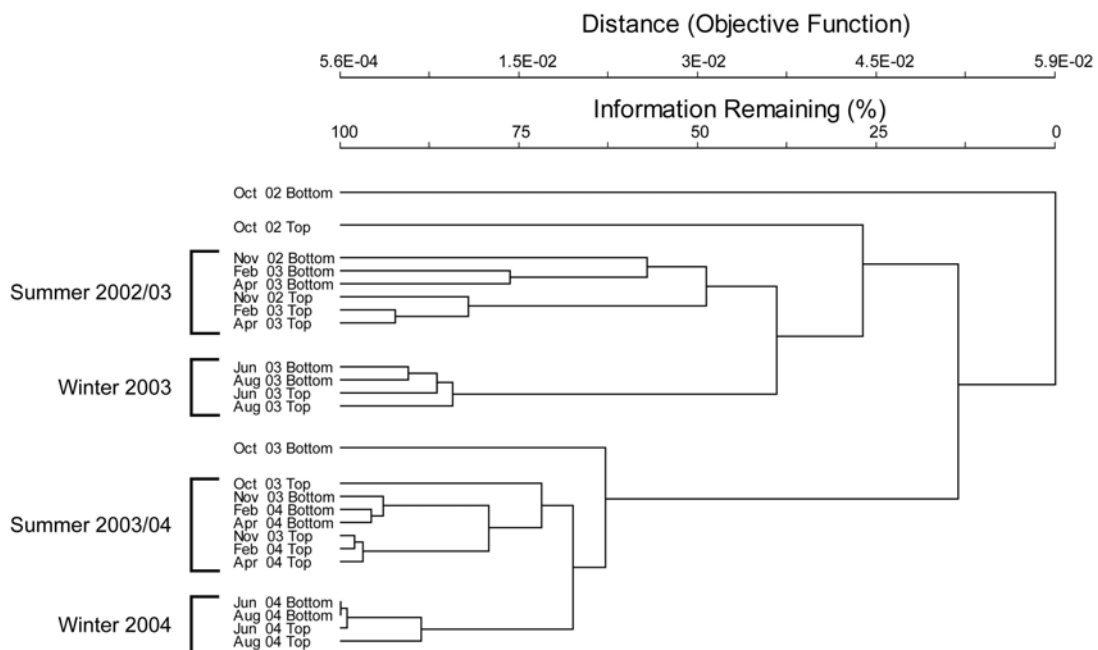 Distance (Objective Function)
5.6E-04 1.5E-02 3E-02 4.5E-02 5.9E-02
Information Remaining (%)
100 75 50 25 0
Oct 02 Bottom
Oct 02 Top
Summer 2002/03
Nov 02 Bottom
Feb 03 Bottom
Apr 03 Bottom
Nov 02 Top
Feb 03 Top
Apr 03 Top
Winter 2003
Jun 03 Bottom
Aug 03 Bottom
Jun 03 Top
Aug 03 Top
Oct 03 Bottom
Summer 2003/04
Oct 03 Top
Nov 03 Bottom
Feb 04 Bottom
Apr 04 Bottom
Nov 03 Top
Feb 04 Top
Apr 04 Top
Winter 2004
Jun 04 Bottom
Aug 04 Bottom
Jun 04 Top
Aug 04 Top